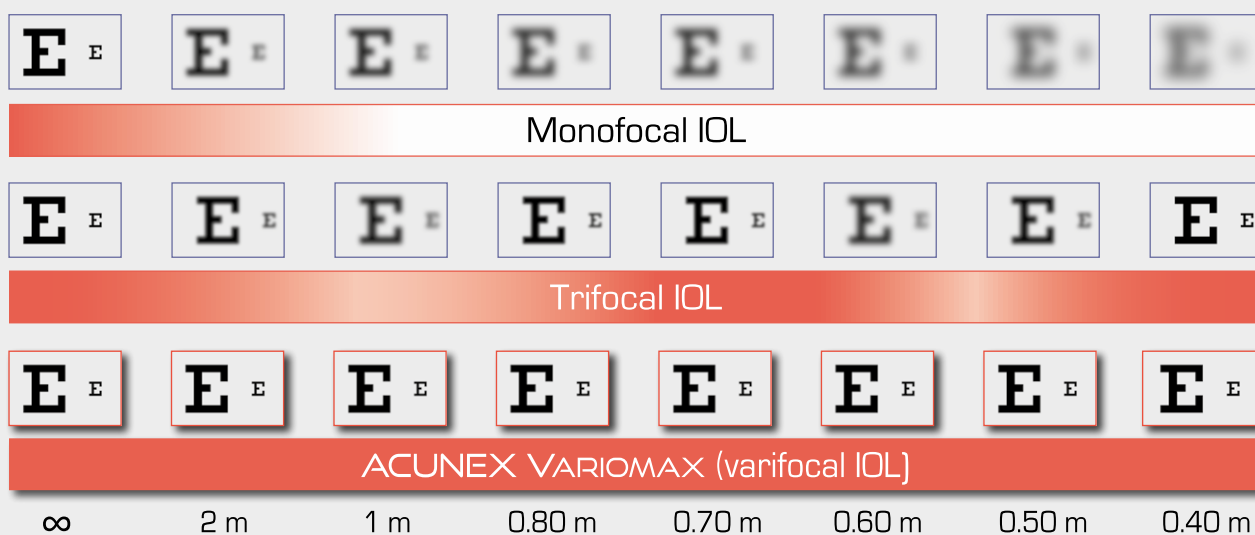 E E E E E E E E E E E E E E E E
Monofocal IOL
E E E E E E E E E E E E E E E E
Trifocal IOL
E E E E E E E E E E E E E E E E
ACUNEX VARIOMAX (varifocal IOL)
∞ 2 m 1 m 0.80 m 0.70 m 0.60 m 0.50 m 0.40 m